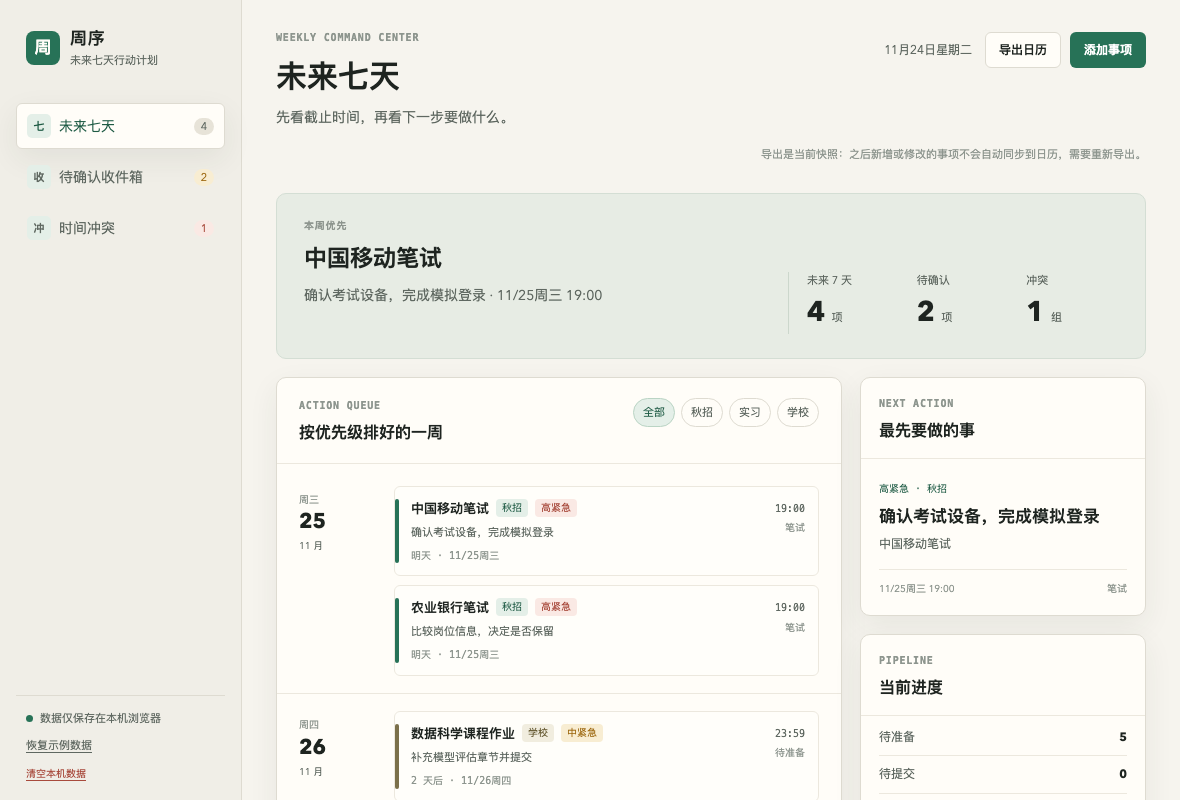 周
周序
未来七天行动计划
七 未来七天 4
收 待确认收件箱 2
冲 时间冲突 1
数据仅保存在本机浏览器
恢复示例数据
清空本机数据
WEEKLY COMMAND CENTER
未来七天
先看截止时间，再看下一步要做什么。
11月24日星期二 导出日历 添加事项
导出是当前快照：之后新增或修改的事项不会自动同步到日历，需要重新导出。
本周优先
中国移动笔试
确认考试设备，完成模拟登录 · 11/25周三 19:00
未来 7 天
4 项
待确认
2 项
冲突
1 组
ACTION QUEUE
按优先级排好的一周
全部 秋招 实习 学校
周三
25
11 月
中国移动笔试 秋招 高紧急 19:00
确认考试设备，完成模拟登录 笔试
明天 · 11/25周三
农业银行笔试 秋招 高紧急 19:00
比较岗位信息，决定是否保留 笔试
明天 · 11/25周三
周四
26
11 月
数据科学课程作业 学校 中紧急 23:59
补充模型评估章节并提交 待准备
2 天后 · 11/26周四
NEXT ACTION
最先要做的事
高紧急 · 秋招
确认考试设备，完成模拟登录
中国移动笔试
11/25周三 19:00 笔试
PIPELINE
当前进度
待准备 5
待提交 0